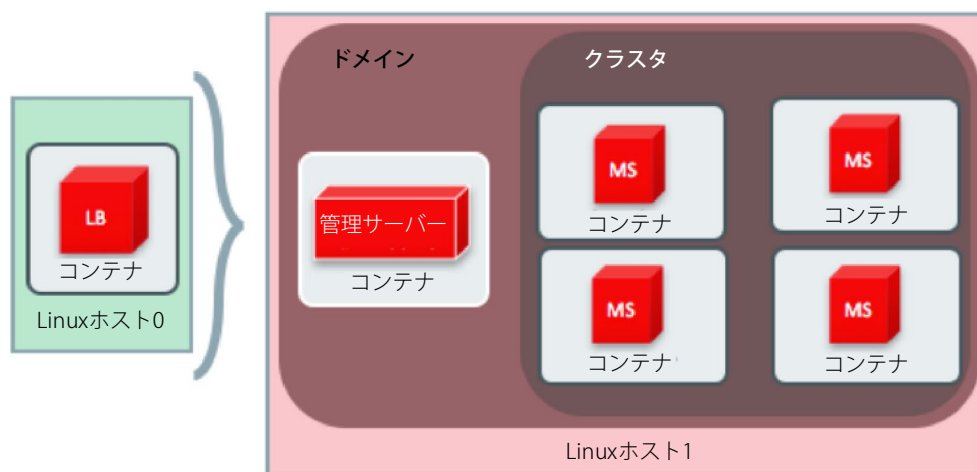 ドメイン
クラスタ
LB
コンテナ
Linuxホスト0
管理サーバー
コンテナ
MS
コンテナ
MS
コンテナ
MS
コンテナ
MS
コンテナ
Linuxホスト1